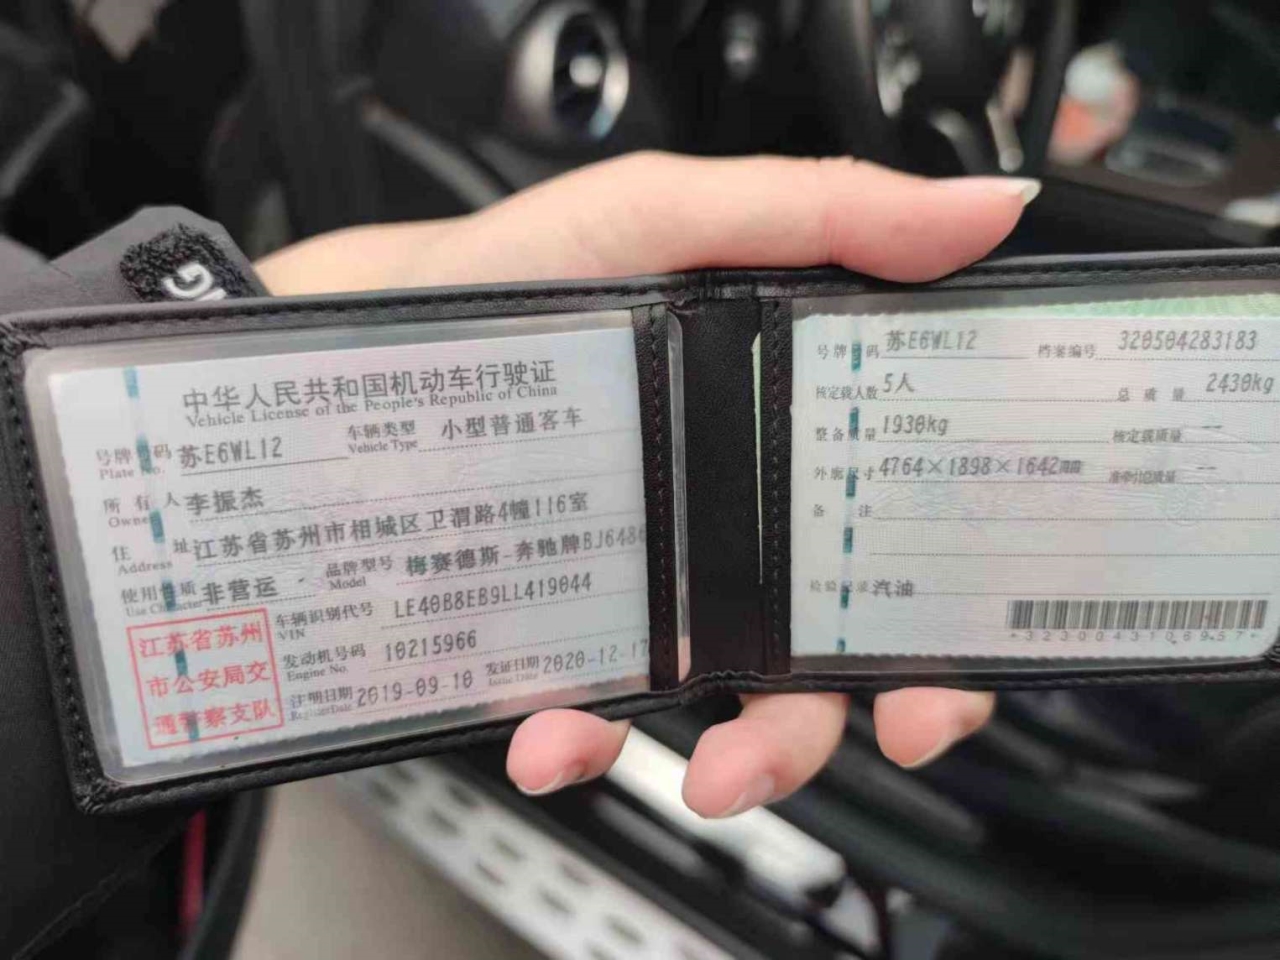 中华人民共和国机动车行驶证
Vehicle License of the People's Republic of China
号牌号码 苏E6WL12 车辆类型 小型普通客车
Plate No. Vehicle Type
所有人 李振杰
Owner
住址 江苏省苏州市相城区卫渭路4幢116室
Address
使用性质 非营运 品牌型号 梅赛德斯-奔驰牌BJ6486
Use Character Model
江苏省苏州
市公安局交
通警察支队
车辆识别代号 LE40B8EB9LL419044
VIN
发动机号码 10215966
Engine No.
注册日期 2019-09-10 发证日期 2020-12-17
Register Date Issue Date
号牌号码 苏E6WL12 档案编号 320504283183
核定载人数 5人 总质量 2430kg
整备质量 1930kg 核定载质量 --
外廓尺寸 4764×1898×1642mm 准牵引总质量 --
备注
检验记录 汽油
*3230043106957*
G